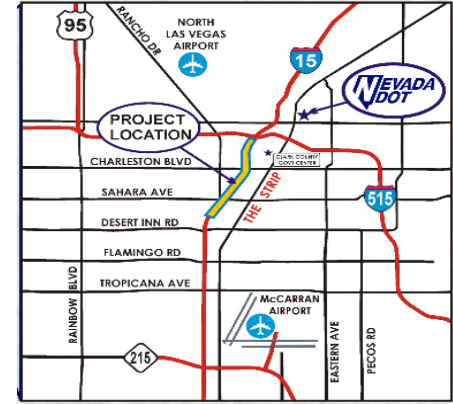 95
RANCHO DR
NORTH
LAS VEGAS
AIRPORT
15
NEVADA
DOT
PROJECT
LOCATION
CLARK COUNTY
GOVT CENTER
CHARLESTON BLVD
SAHARA AVE
THE STRIP
515
DESERT INN RD
FLAMINGO RD
TROPICANA AVE
RAINBOW BLVD
McCARRAN
AIRPORT
EASTERN AVE
PECOS RD
215